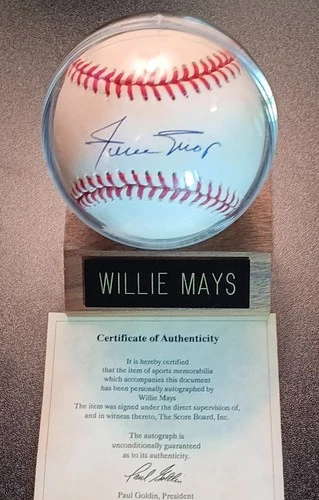 Willie Mays
WILLIE MAYS
Certificate of Authenticity
It is hereby certified
that the item of sports memorabilia
which accompanies this document
has been personally autographed by
Willie Mays
The item was signed under the direct supervision of,
and in witness thereto, The Score Board, Inc.
The autograph is
unconditionally guaranteed
as to its authenticity.
Paul Goldin
Paul Goldin, President